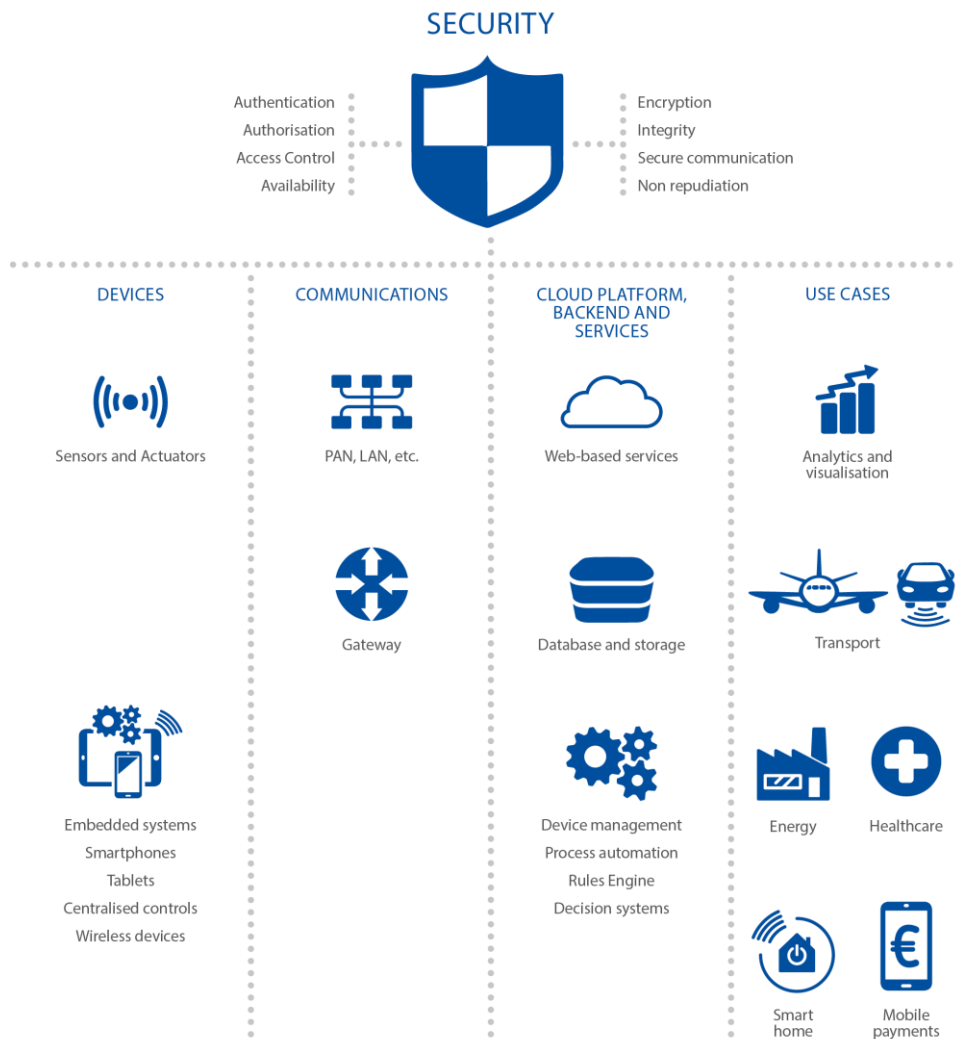 SECURITY
Authentication
Authorisation
Access Control
Availability
Encryption
Integrity
Secure communication
Non repudiation
DEVICES
Sensors and Actuators
Embedded systems
Smartphones
Tablets
Centralised controls
Wireless devices
COMMUNICATIONS
PAN, LAN, etc.
Gateway
CLOUD PLATFORM,
BACKEND AND
SERVICES
Web-based services
Database and storage
Device management
Process automation
Rules Engine
Decision systems
USE CASES
Analytics and
visualisation
Transport
Energy
Healthcare
€
Smart
home
Mobile
payments